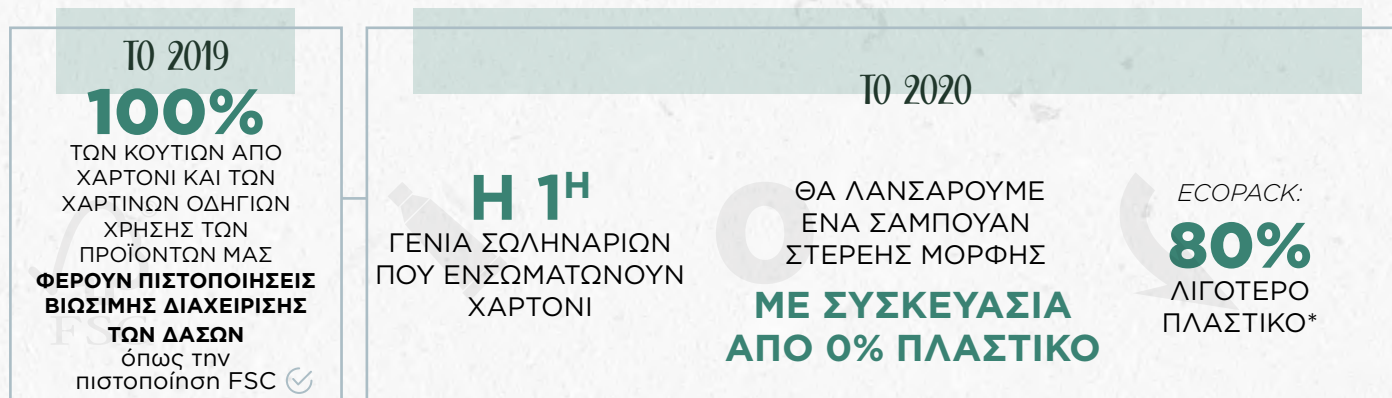 ΤΟ 2019
100%
ΤΩΝ ΚΟΥΤΙΩΝ ΑΠΟ
ΧΑΡΤΟΝΙ ΚΑΙ ΤΩΝ
ΧΑΡΤΙΝΩΝ ΟΔΗΓΙΩΝ
ΧΡΗΣΗΣ ΤΩΝ
ΠΡΟΪΟΝΤΩΝ ΜΑΣ
ΦΕΡΟΥΝ ΠΙΣΤΟΠΟΙΗΣΕΙΣ
ΒΙΩΣΙΜΗΣ ΔΙΑΧΕΙΡΙΣΗΣ
ΤΩΝ ΔΑΣΩΝ
όπως την
πιστοποίηση FSC
FSC
ΤΟ 2020
Η 1Η
ΓΕΝΙΑ ΣΩΛΗΝΑΡΙΩΝ
ΠΟΥ ΕΝΣΩΜΑΤΩΝΟΥΝ
ΧΑΡΤΟΝΙ
0
ΘΑ ΛΑΝΣΑΡΟΥΜΕ
ΕΝΑ ΣΑΜΠΟΥΑΝ
ΣΤΕΡΕΗΣ ΜΟΡΦΗΣ
ΜΕ ΣΥΣΚΕΥΑΣΙΑ
ΑΠΟ 0% ΠΛΑΣΤΙΚΟ
ECOPACK:
80%
ΛΙΓΟΤΕΡΟ
ΠΛΑΣΤΙΚΟ*